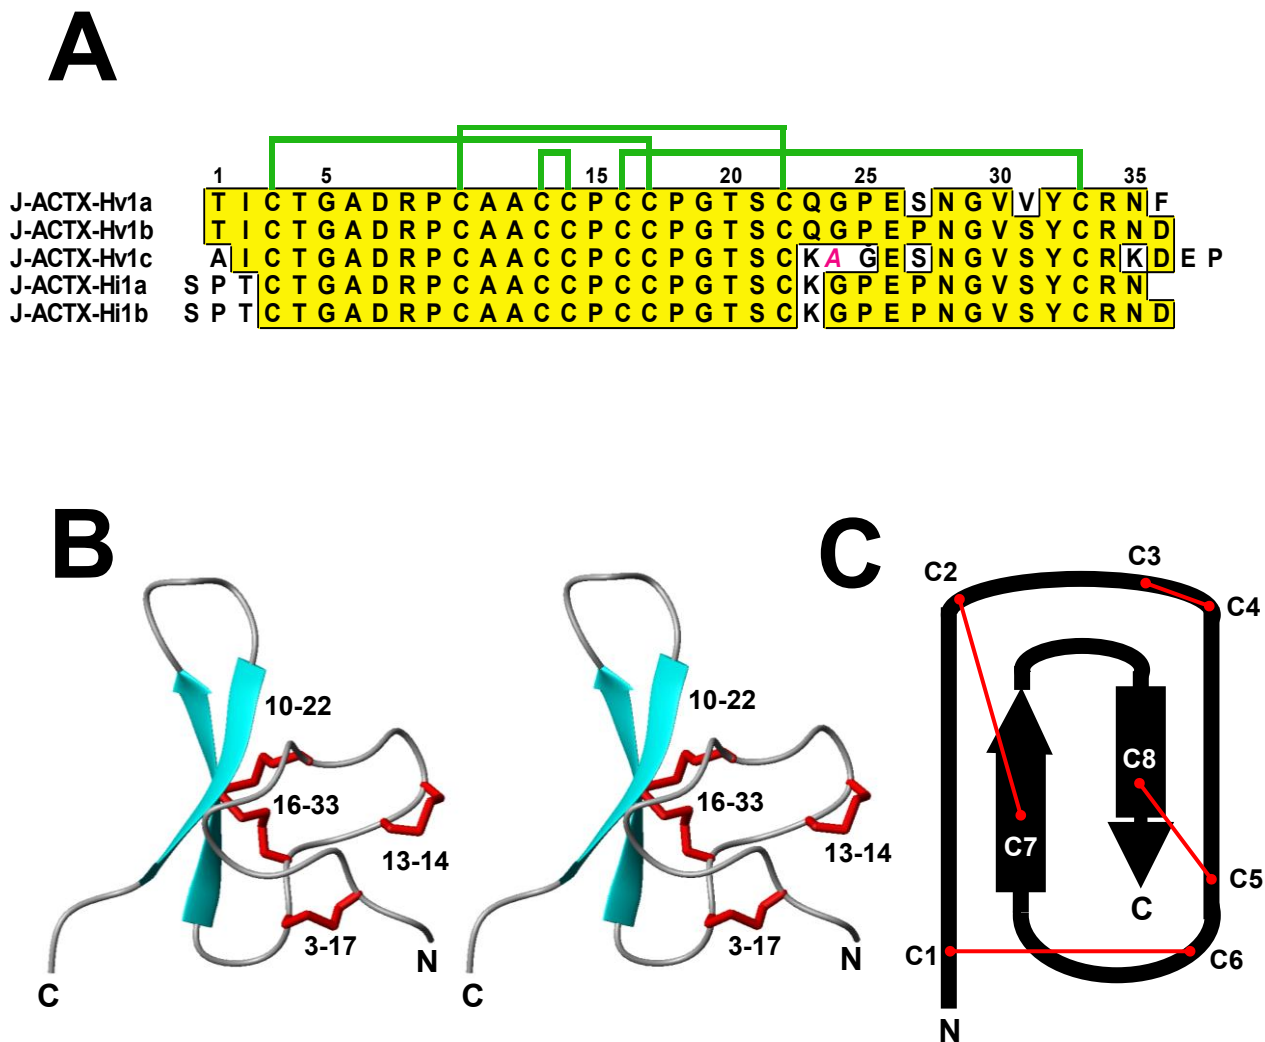 A
1 5 15 20 25 30 35
J-ACTX-Hv1a T I C T G A D R P C A A C C P C C P G T S C Q G P E S N G V V Y C R N F
J-ACTX-Hv1b T I C T G A D R P C A A C C P C C P G T S C Q G P E P N G V S Y C R N D
J-ACTX-Hv1c A I C T G A D R P C A A C C P C C P G T S C K A G E S N G V S Y C R K D E P
J-ACTX-Hi1a S P T C T G A D R P C A A C C P C C P G T S C K G P E P N G V S Y C R N
J-ACTX-Hi1b S P T C T G A D R P C A A C C P C C P G T S C K G P E P N G V S Y C R N D
B
10-22
16-33
13-14
3-17
N
C
10-22
16-33
13-14
3-17
N
C
C
C3
C2
C4
C8
C7
C5
C
C1
C6
N